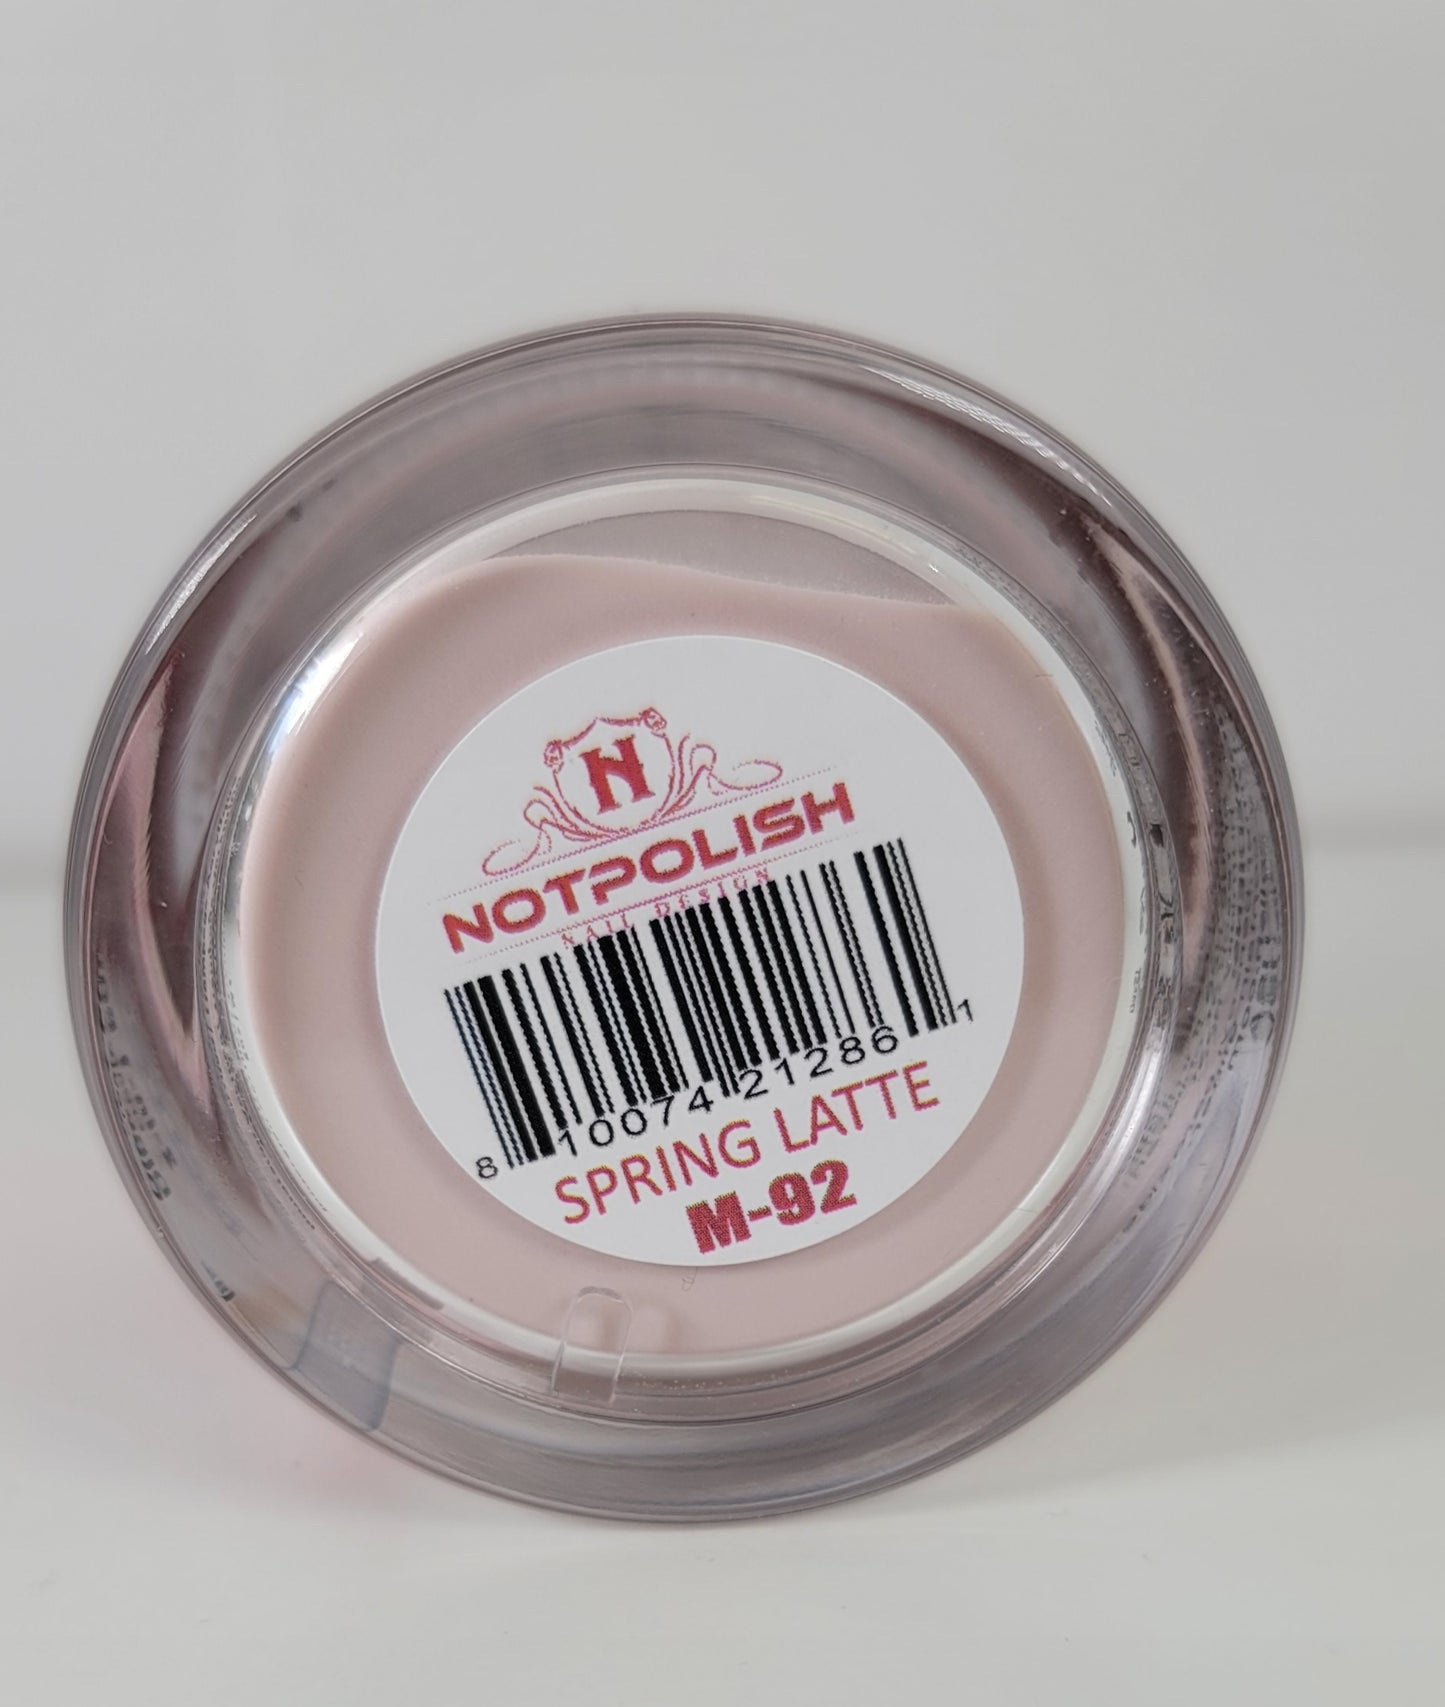 N
NOTPOLISH
NAIL DESIGN
8 10074 21286 1
SPRING LATTE
M-92